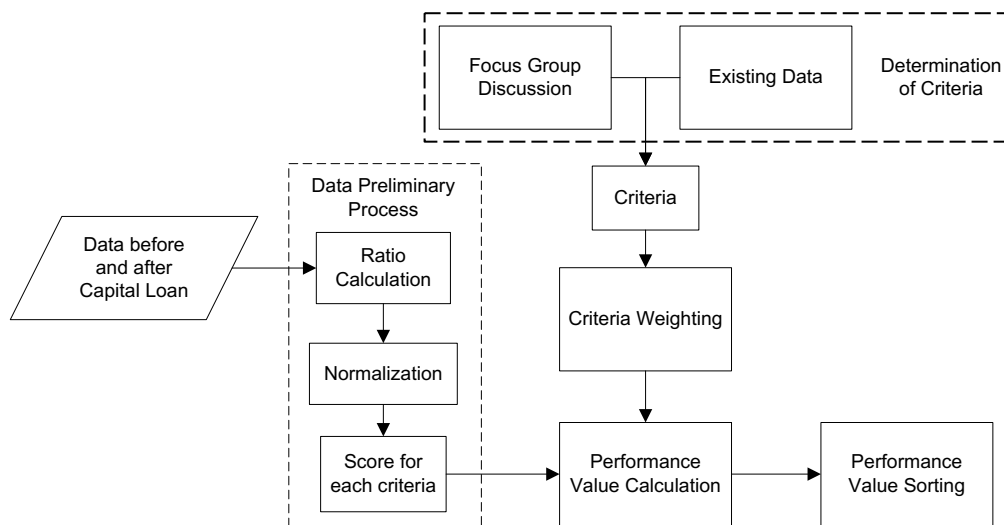 Focus Group
Discussion
Existing Data
Determination
of Criteria
Data Preliminary
Process
Criteria
Data before
and after
Capital Loan
Ratio
Calculation
Criteria Weighting
Normalization
Score for
each criteria
Performance
Value Calculation
Performance
Value Sorting